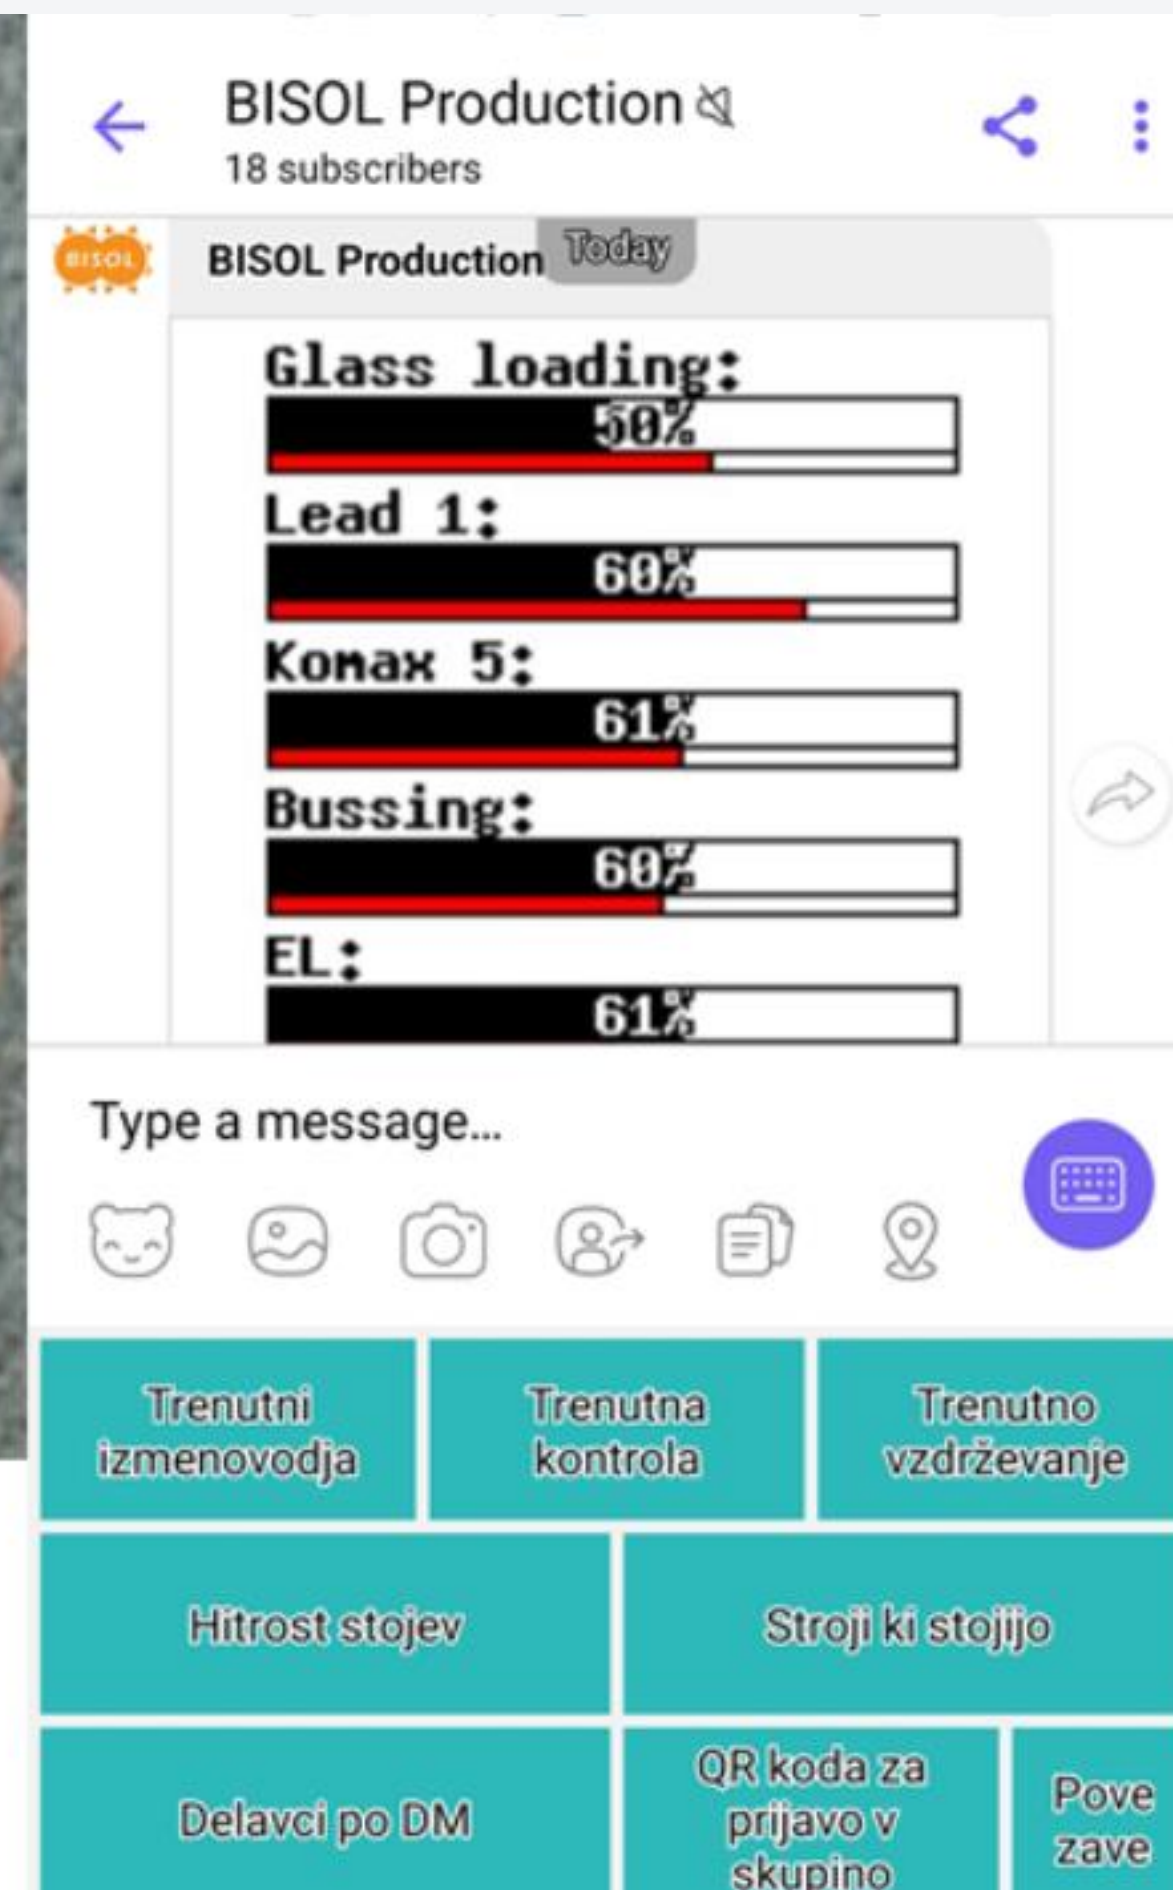 BISOL Production
18 subscribers
BISOL
BISOL Production
Today
Glass loading:
50%
Lead 1:
60%
Komax 5:
61%
Bussing:
60%
EL:
61%
Type a message...
Trenutni
izmenovodja
Trenutna
kontrola
Trenutno
vzdrževanje
Hitrost stojev
Stroji ki stojijo
Delavci po DM
QR koda za
prijavo v
skupino
Pove
zave